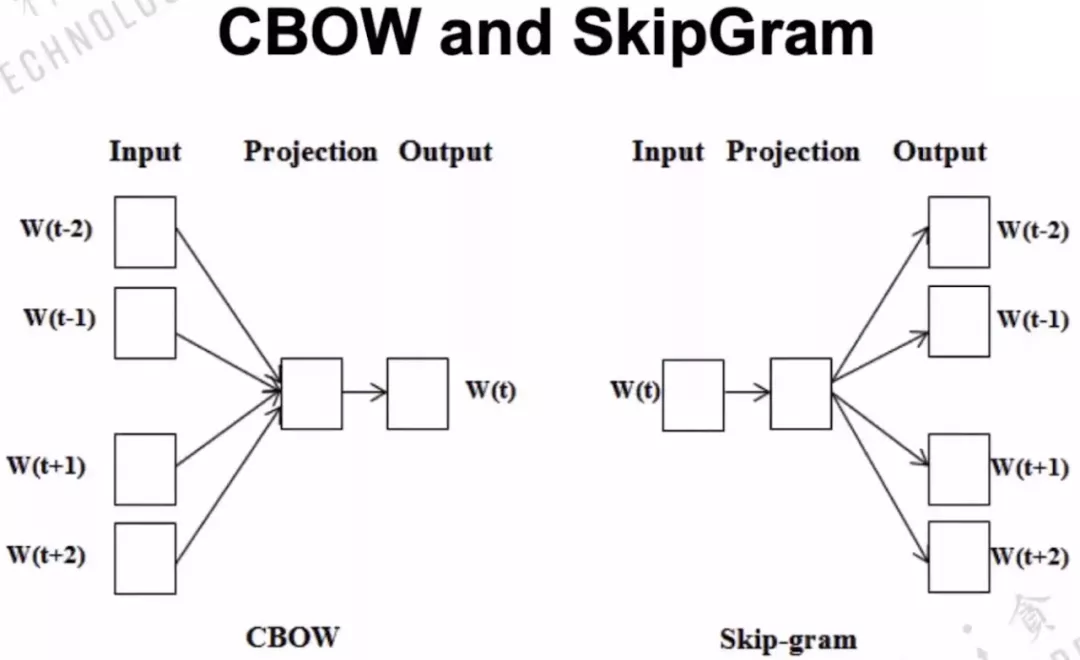 CBOW and SkipGram
Input Projection Output
W(t-2)
W(t-1)
W(t)
W(t+1)
W(t+2)
CBOW
Input Projection Output
W(t)
W(t-2)
W(t-1)
W(t+1)
W(t+2)
Skip-gram